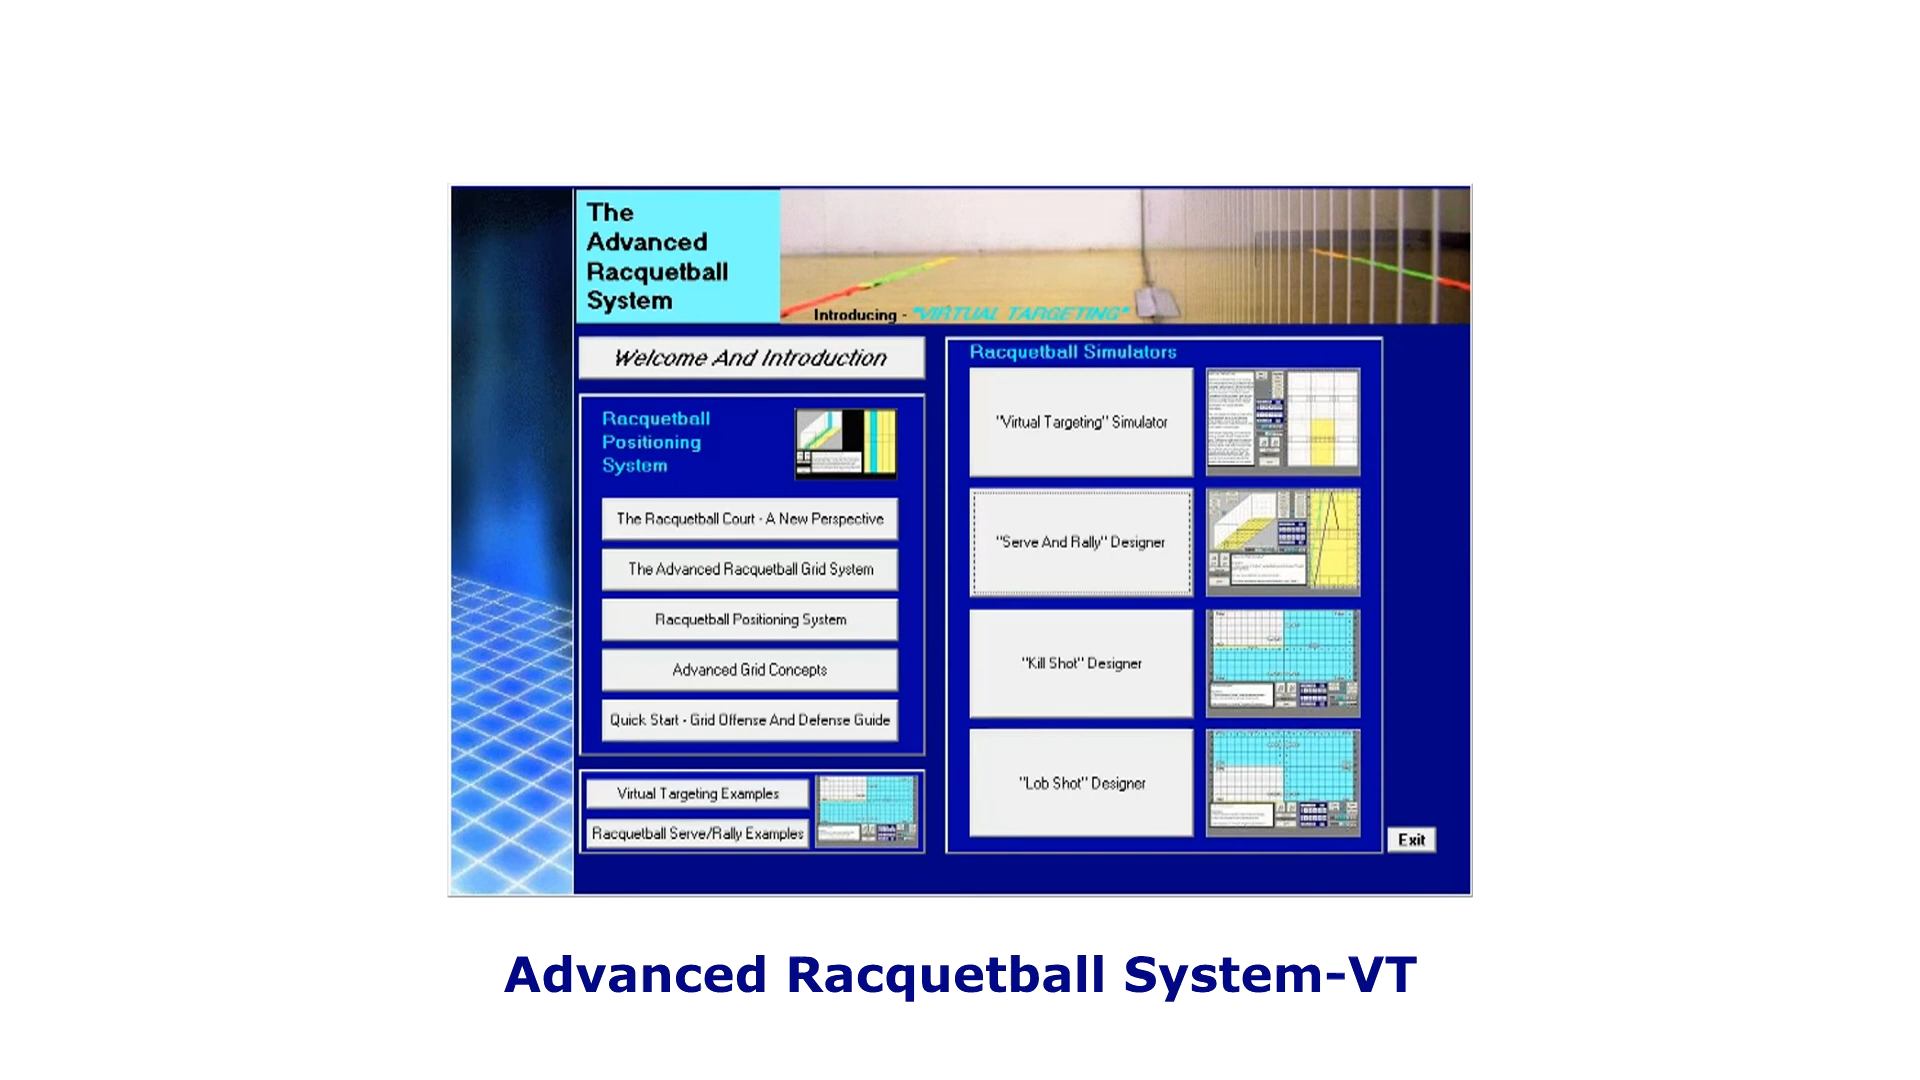 The
Advanced
Racquetball
System
Introducing - "VIRTUAL TARGETING"
Welcome And Introduction
Racquetball
Positioning
System
The Racquetball Court - A New Perspective
The Advanced Racquetball Grid System
Racquetball Positioning System
Advanced Grid Concepts
Quick Start - Grid Offense And Defense Guide
Virtual Targeting Examples
Racquetball Serve/Rally Examples
Racquetball Simulators
"Virtual Targeting" Simulator
"Serve And Rally" Designer
"Kill Shot" Designer
"Lob Shot" Designer
Exit
Advanced Racquetball System-VT